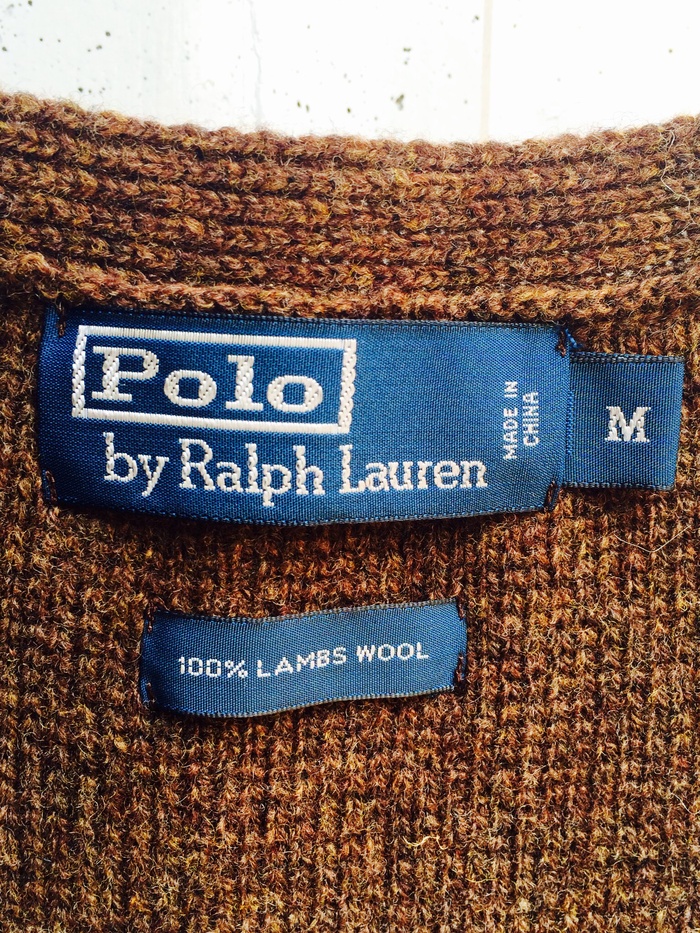 Polo
by Ralph Lauren
MADE IN
CHINA
M
100% LAMBS WOOL